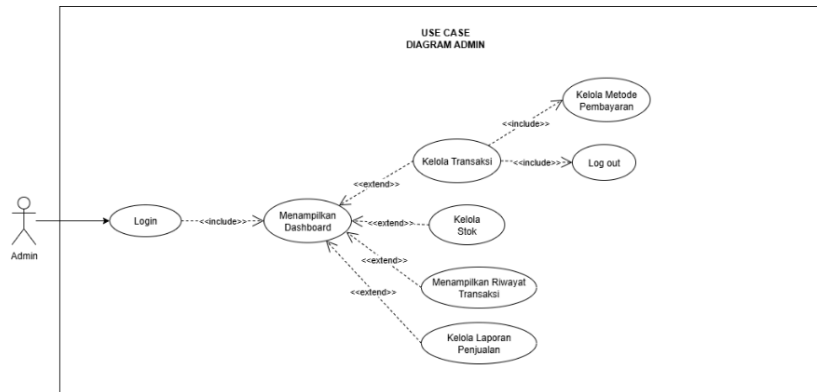 USE CASE
DIAGRAM ADMIN
Kelola Metode
Pembayaran
<<include>>
Kelola Transaksi
<<include>>
Log out
<<extend>>
Admin
Login
<<include>>
Menampilkan
Dashboard
<<extend>>
Kelola
Stok
<<extend>>
Menampilkan Riwayat
Transaksi
<<extend>>
Kelola Laporan
Penjualan